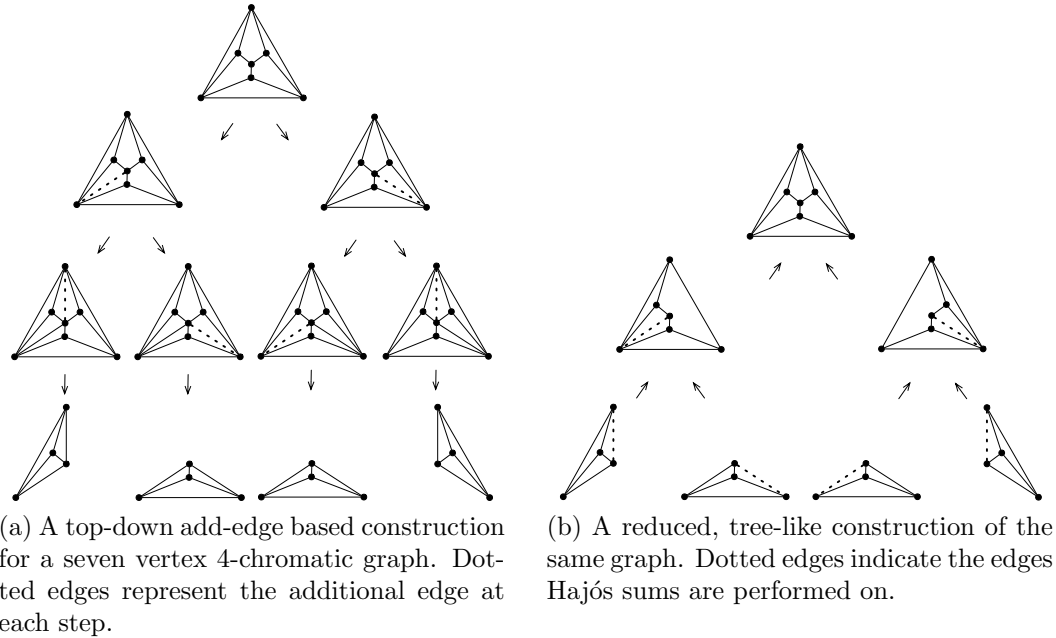 (a) A top-down add-edge based construction
for a seven vertex 4-chromatic graph. Dot-
ted edges represent the additional edge at
each step.
(b) A reduced, tree-like construction of the
same graph. Dotted edges indicate the edges
Hajós sums are performed on.